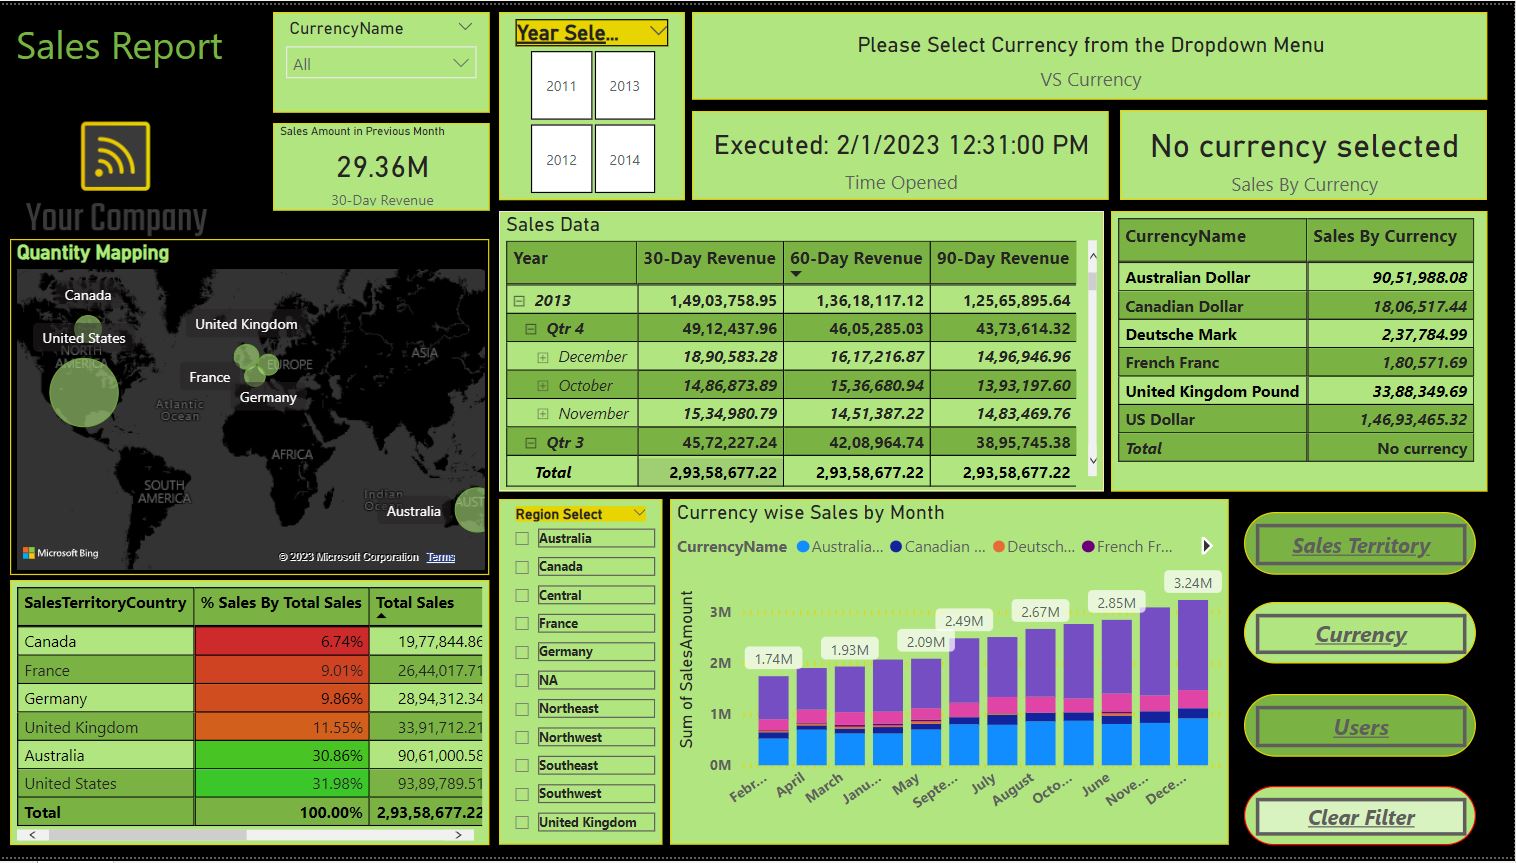 Sales Report
CurrencyName
All
Sales Amount in Previous Month
29.36M
30-Day Revenue
Year Sele...
2011
2013
2012
2014
Please Select Currency from the Dropdown Menu
VS Currency
Executed: 2/1/2023 12:31:00 PM
Time Opened
No currency selected
Sales By Currency
Your Company
Quantity Mapping
Canada
United States
NORTH
AMERICA
United Kingdom
EUROPE
ASIA
France
Germany
Atlantic
Ocean
AFRICA
SOUTH
AMERICA
Indian
Australia
Microsoft Bing
© 2023 Microsoft Corporation Terms
Sales Data
Year 30-Day Revenue 60-Day Revenue 90-Day Revenue
2013 1,49,03,758.95 1,36,18,117.12 1,25,65,895.64
Qtr 4 49,12,437.96 46,05,285.03 43,73,614.32
December 18,90,583.28 16,17,216.87 14,96,946.96
October 14,86,873.89 15,36,680.94 13,93,197.60
November 15,34,980.79 14,51,387.22 14,83,469.76
Qtr 3 45,72,227.24 42,08,964.74 38,95,745.38
Total 2,93,58,677.22 2,93,58,677.22 2,93,58,677.22
CurrencyName Sales By Currency
Australian Dollar 90,51,988.08
Canadian Dollar 18,06,517.44
Deutsche Mark 2,37,784.99
French Franc 1,80,571.69
United Kingdom Pound 33,88,349.69
US Dollar 1,46,93,465.32
Total No currency
SalesTerritoryCountry % Sales By Total Sales Total Sales
Canada 6.74% 19,77,844.86
France 9.01% 26,44,017.71
Germany 9.86% 28,94,312.34
United Kingdom 11.55% 33,91,712.21
Australia 30.86% 90,61,000.58
United States 31.98% 93,89,789.51
Total 100.00% 2,93,58,677.22
Region Select
Australia
Canada
Central
France
Germany
NA
Northeast
Northwest
Southeast
Southwest
United Kingdom
Currency wise Sales by Month
CurrencyName Australia... Canadian ... Deutsch... French Fr...
Sum of SalesAmount
3M
2M
1M
0M
1.74M
1.93M
2.09M
2.49M
2.67M
2.85M
3.24M
Febr... April March Janu... May Septe... July August Octo... June Nove... Dece...
Sales Territory
Currency
Users
Clear Filter